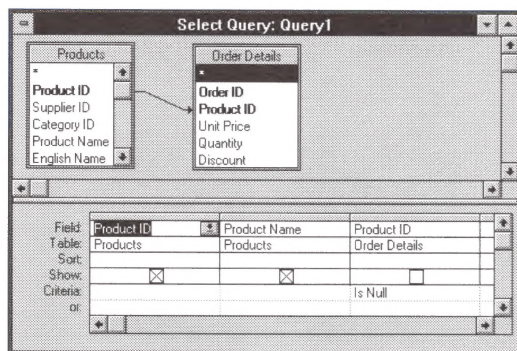 Select Query: Query1
Products
*
Product ID
Supplier ID
Category ID
Product Name
English Name
Order Details
*
Order ID
Product ID
Unit Price
Quantity
Discount
Field: Product ID Product Name Product ID
Table: Products Products Order Details
Sort:
Show:
Criteria: Is Null
or: